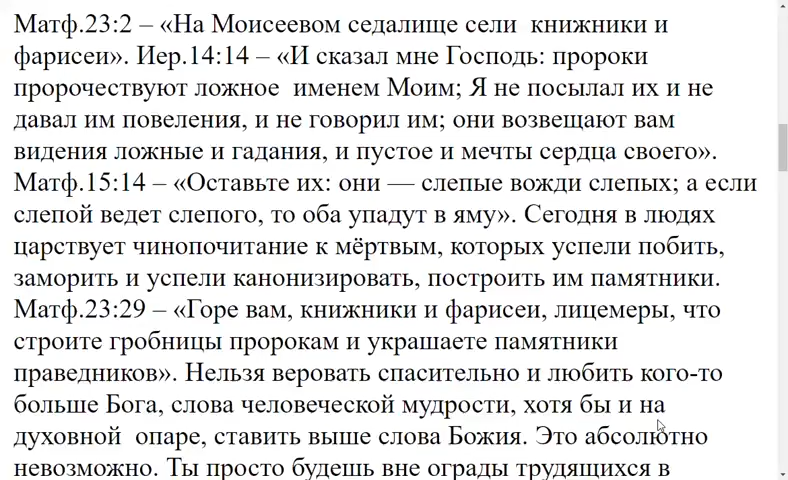 Матф.23:2 – «На Моисеевом седалище сели  книжники и
фарисеи». Иер.14:14 – «И сказал мне Господь: пророки
пророчествуют ложное  именем Моим; Я не посылал их и не
давал им повеления, и не говорил им; они возвещают вам
видения ложные и гадания, и пустое и мечты сердца своего».
Матф.15:14 – «Оставьте их: они — слепые вожди слепых; а если
слепой ведет слепого, то оба упадут в яму». Сегодня в людях
царствует чинопочитание к мёртвым, которых успели побить,
заморить и успели канонизировать, построить им памятники.
Матф.23:29 – «Горе вам, книжники и фарисеи, лицемеры, что
строите гробницы пророкам и украшаете памятники
праведников». Нельзя веровать спасительно и любить кого-то
больше Бога, слова человеческой мудрости, хотя бы и на
духовной  опаре, ставить выше слова Божия. Это абсолютно
невозможно. Ты просто будешь вне ограды трудящихся в